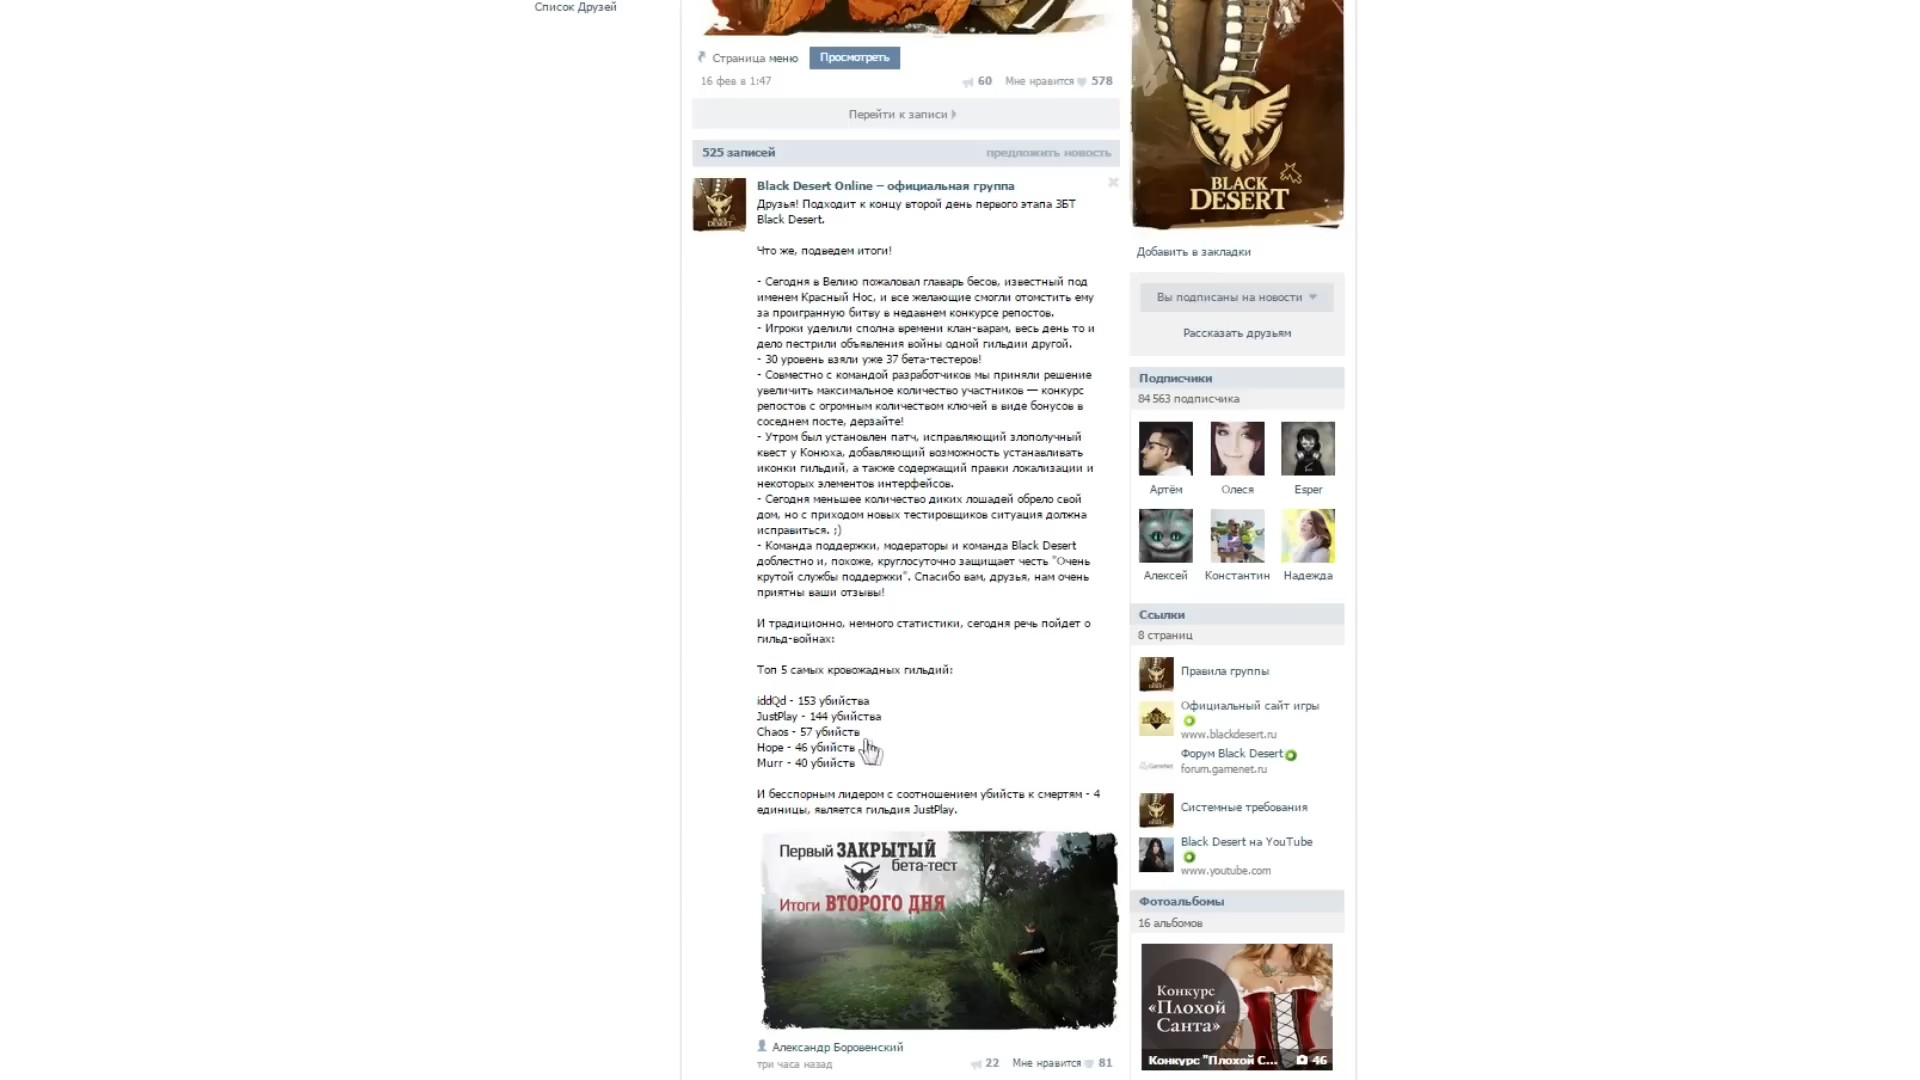 Список Друзей
Страница меню
Просмотреть
16 фев в 1:47
60
Мне нравится
578
Перейти к записи
525 записей
предложить новость
Black Desert Online – официальная группа
Друзья! Подходит к концу второй день первого этапа ЗБТ
Black Desert.
Что же, подведем итоги!
- Сегодня в Велию пожаловал главарь бесов, известный под
именем Красный Нос, и все желающие смогли отомстить ему
за проигранную битву в недавнем конкурсе репостов.
- Игроки уделили сполна времени клан-варам, весь день то и
дело пестрили объявления войны одной гильдии другой.
- 30 уровень взяли уже 37 бета-тестеров!
- Совместно с командой разработчиков мы приняли решение
увеличить максимальное количество участников — конкурс
репостов с огромным количеством ключей в виде бонусов в
соседнем посте, дерзайте!
- Утром был установлен патч, исправляющий злополучный
квест у Конюха, добавляющий возможность устанавливать
иконки гильдий, а также содержащий правки локализации и
некоторых элементов интерфейсов.
- Сегодня меньшее количество диких лошадей обрело свой
дом, но с приходом новых тестировщиков ситуация должна
исправиться. ;)
- Команда поддержки, модераторы и команда Black Desert
доблестно и, похоже, круглосуточно защищает честь "Очень
крутой службы поддержки". Спасибо вам, друзья, нам очень
приятны ваши отзывы!
И традиционно, немного статистики, сегодня речь пойдет о
гильд-войнах:
Топ 5 самых кровожадных гильдий:
iddQd - 153 убийства
JustPlay - 144 убийства
Chaos - 57 убийств
Hope - 46 убийств
Murr - 40 убийств
И бесспорным лидером с соотношением убийств к смертям - 4
единицы, является гильдия JustPlay.
Первый ЗАКРЫТЫЙ
бета-тест
Итоги ВТОРОГО ДНЯ
Александр Боровенский
три часа назад
22
Мне нравится
81
BLACK
DESERT
Добавить в закладки
Вы подписаны на новости
Рассказать друзьям
Подписчики
84 563 подписчика
Артём
Олеся
Esper
Алексей
Константин
Надежда
Ссылки
8 страниц
Правила группы
Официальный сайт игры
www.blackdesert.ru
Форум Black Desert
forum.gamenet.ru
GameNet
Системные требования
Black Desert на YouTube
www.youtube.com
Фотоальбомы
16 альбомов
Конкурс
«Плохой
Санта»
Конкурс "Плохой С...
46